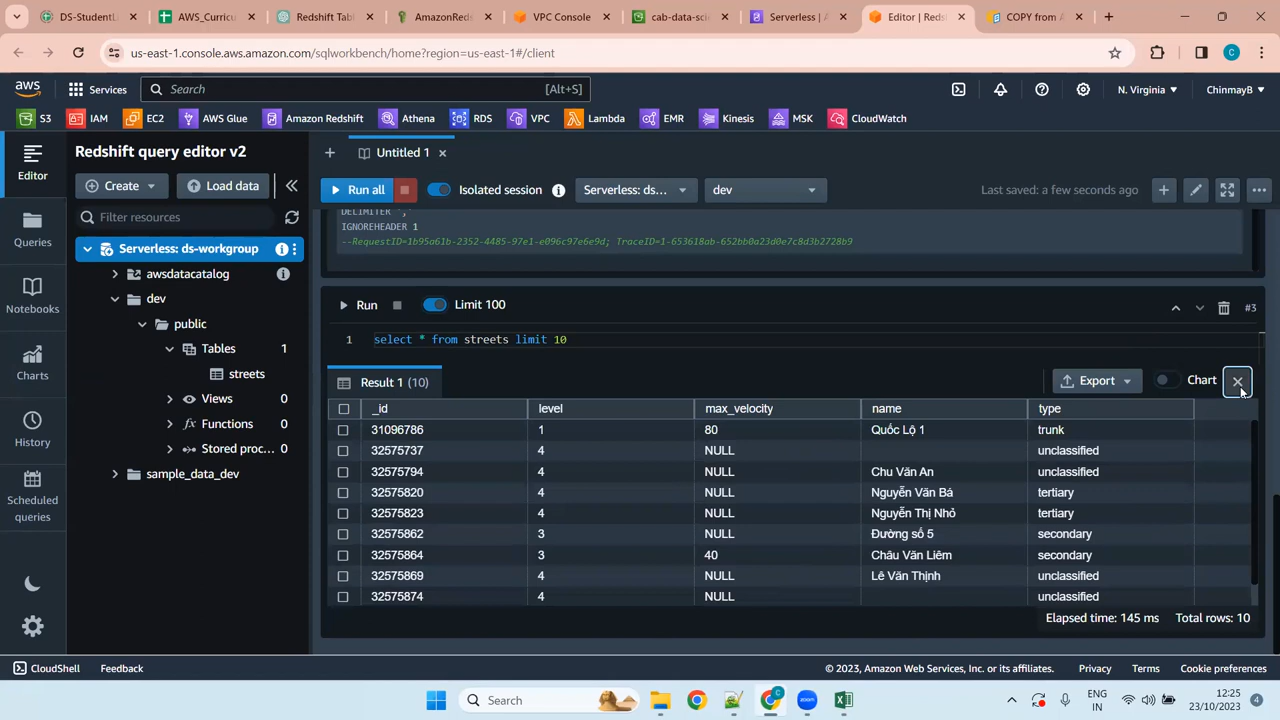 DS-StudentLi
AWS_Curricu
Redshift Tab
AmazonReds
VPC Console
cab-data-scie
Serverless | A
Editor | Reds
COPY from A
us-east-1.console.aws.amazon.com/sqlworkbench/home?region=us-east-1#/client
C
aws
Services
Search
[Alt+S]
N. Virginia
ChinmayB
S3
IAM
EC2
AWS Glue
Amazon Redshift
Athena
RDS
VPC
Lambda
EMR
Kinesis
MSK
CloudWatch
Editor
Queries
Notebooks
Charts
History
Scheduled
queries
Redshift query editor v2
Create
Load data
Filter resources
Serverless: ds-workgroup
awsdatacatalog
dev
public
Tables 1
streets
Views 0
Functions 0
Stored proc... 0
sample_data_dev
Untitled 1
Run all
Isolated session
Serverless: ds...
dev
Last saved: a few seconds ago
DELIMITER ','
IGNOREHEADER 1
--RequestID=1b95a61b-2352-4485-97e1-e096c97e6e9d; TraceID=1-653618ab-652bb0a23d0e7c8d3b2728b9
Run
Limit 100
#3
1 select * from streets limit 10
Result 1 (10)
Export
Chart
_id level max_velocity name type
31096786 1 80 Quốc Lộ 1 trunk
32575737 4 NULL unclassified
32575794 4 NULL Chu Văn An unclassified
32575820 4 NULL Nguyễn Văn Bá tertiary
32575823 4 NULL Nguyễn Thị Nhỏ tertiary
32575862 3 NULL Đường số 5 secondary
32575864 3 40 Châu Văn Liêm secondary
32575869 4 NULL Lê Văn Thịnh unclassified
32575874 4 NULL unclassified
Elapsed time: 145 ms Total rows: 10
CloudShell
Feedback
© 2023, Amazon Web Services, Inc. or its affiliates.
Privacy
Terms
Cookie preferences
Search
zoom
ENG
IN
12:25
23/10/2023
4